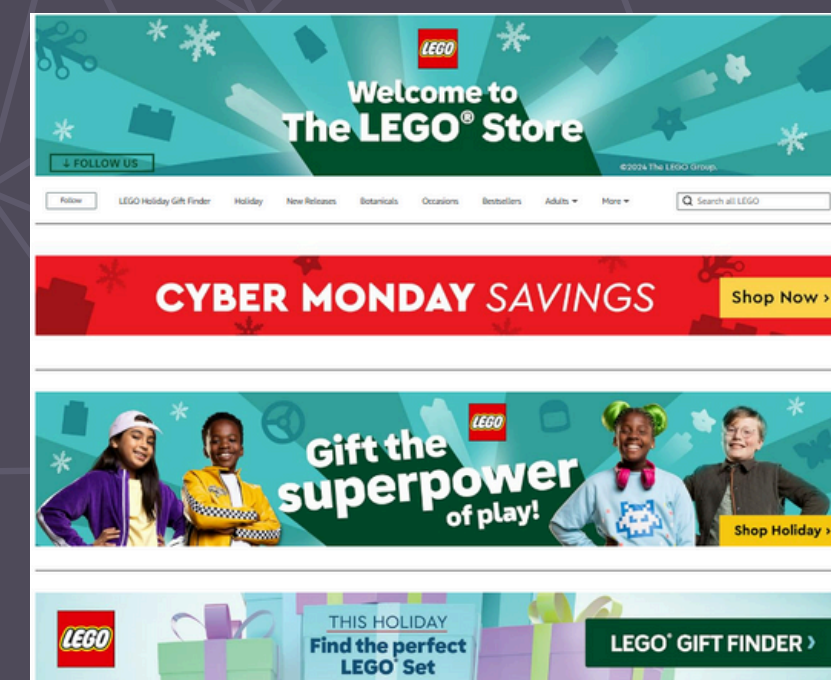 LEGO
Welcome to
The LEGO® Store
↓ FOLLOW US
©2024 The LEGO Group.
Follow LEGO Holiday Gift Finder Holiday New Releases Botanicals Occasions Bestsellers Adults More Search all LEGO
CYBER MONDAY SAVINGS
Shop Now ›
LEGO
Gift the
superpower
of play!
Shop Holiday ›
LEGO
THIS HOLIDAY
Find the perfect
LEGO® Set
LEGO® GIFT FINDER ›